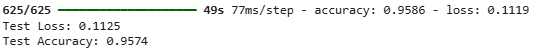 625/625 ━━━━━━━━━━━━━━━━━━━━ 49s 77ms/step - accuracy: 0.9586 - loss: 0.1119
Test Loss: 0.1125
Test Accuracy: 0.9574